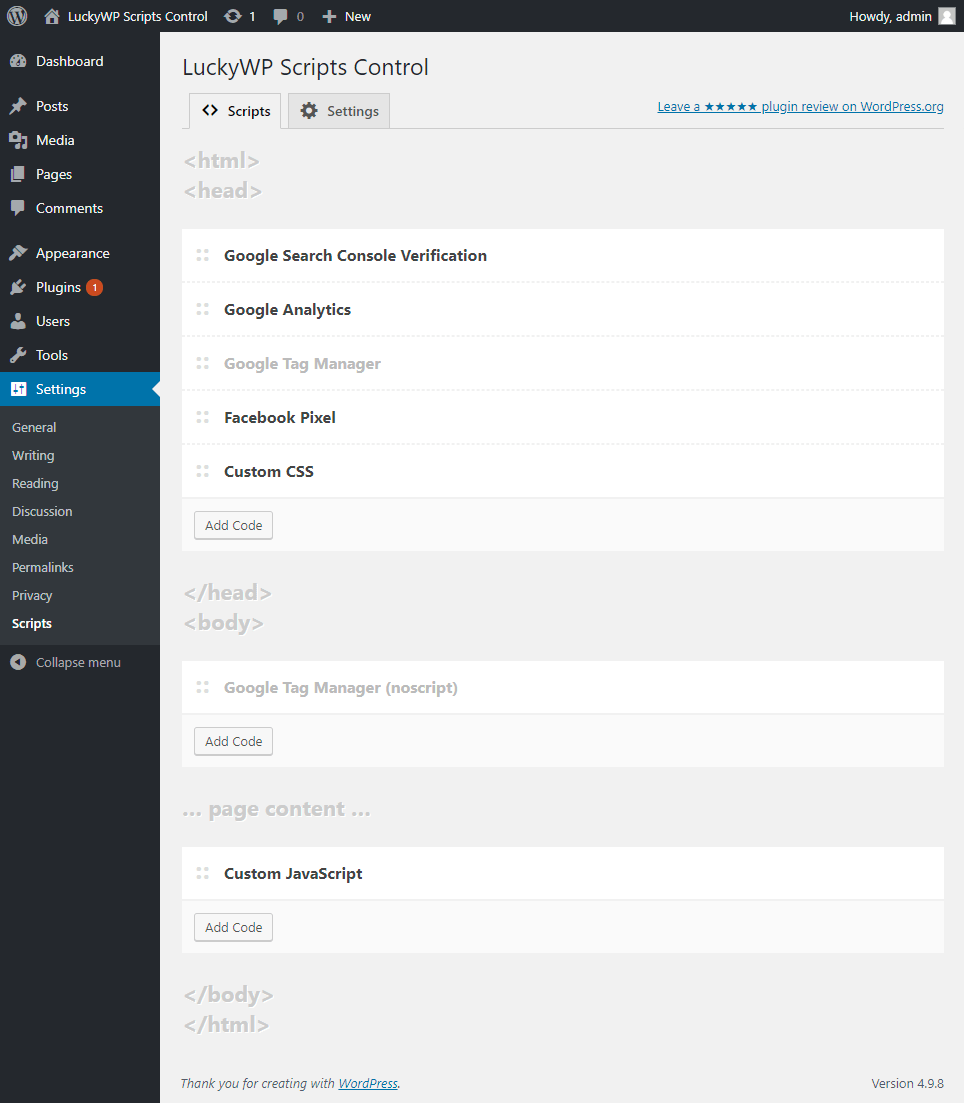 LuckyWP Scripts Control 1 0 New Howdy, admin
Dashboard
Posts
Media
Pages
Comments
Appearance
Plugins 1
Users
Tools
Settings
General
Writing
Reading
Discussion
Media
Permalinks
Privacy
Scripts
Collapse menu
LuckyWP Scripts Control
Scripts Settings
Leave a ★★★★★ plugin review on WordPress.org
<html>
<head>
Google Search Console Verification
Google Analytics
Google Tag Manager
Facebook Pixel
Custom CSS
Add Code
</head>
<body>
Google Tag Manager (noscript)
Add Code
... page content ...
Custom JavaScript
Add Code
</body>
</html>
Thank you for creating with WordPress. Version 4.9.8